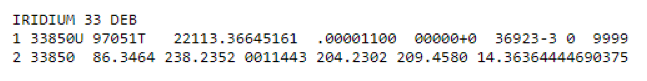 IRIDIUM 33 DEB
1 33850U 97051T   22113.36645161  .00001100  00000+0  36923-3 0  9999
2 33850  86.3464 238.2352 0011443 204.2302 209.4580 14.36364444690375